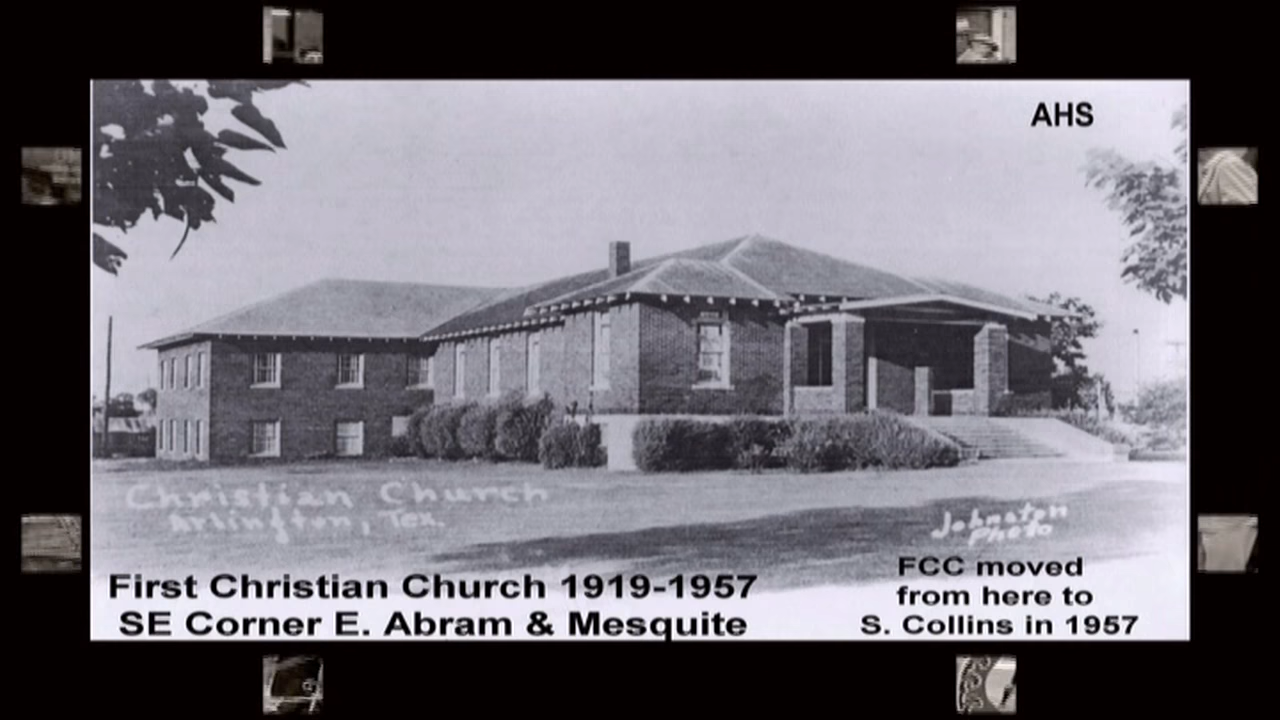 AHS
Christian Church
Arlington, Tex.
Johnston
Photo
First Christian Church 1919-1957
SE Corner E. Abram & Mesquite
FCC moved
from here to
S. Collins in 1957